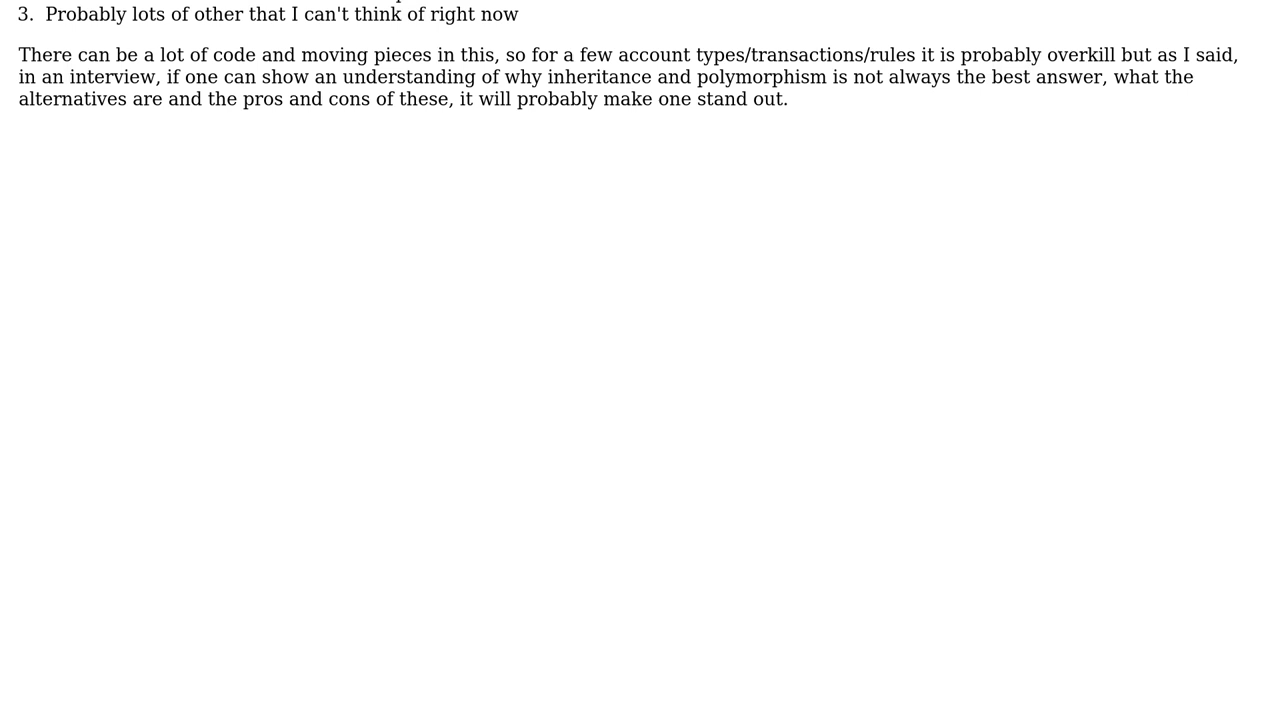 3. Probably lots of other that I can't think of right now
There can be a lot of code and moving pieces in this, so for a few account types/transactions/rules it is probably overkill but as I said,
in an interview, if one can show an understanding of why inheritance and polymorphism is not always the best answer, what the
alternatives are and the pros and cons of these, it will probably make one stand out.